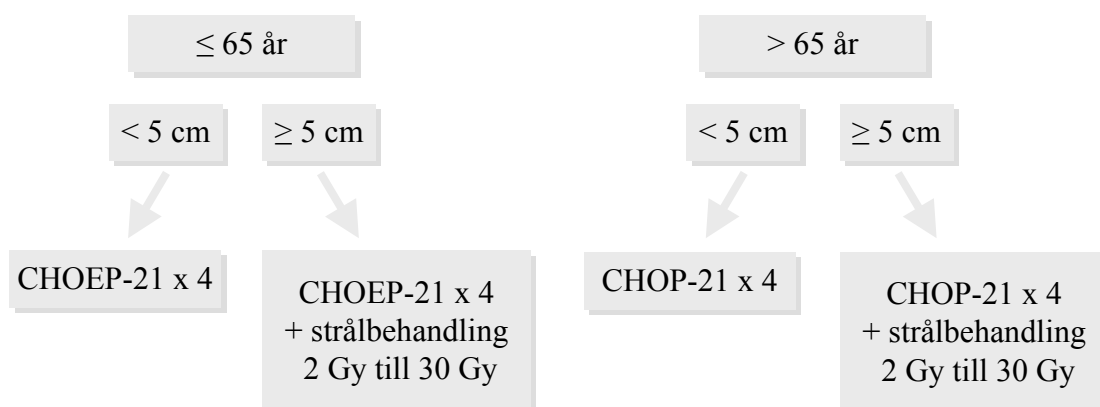 ≤ 65 år
< 5 cm
≥ 5 cm
CHOEP-21 x 4
CHOEP-21 x 4
+ strålbehandling
2 Gy till 30 Gy
> 65 år
< 5 cm
≥ 5 cm
CHOP-21 x 4
CHOP-21 x 4
+ strålbehandling
2 Gy till 30 Gy